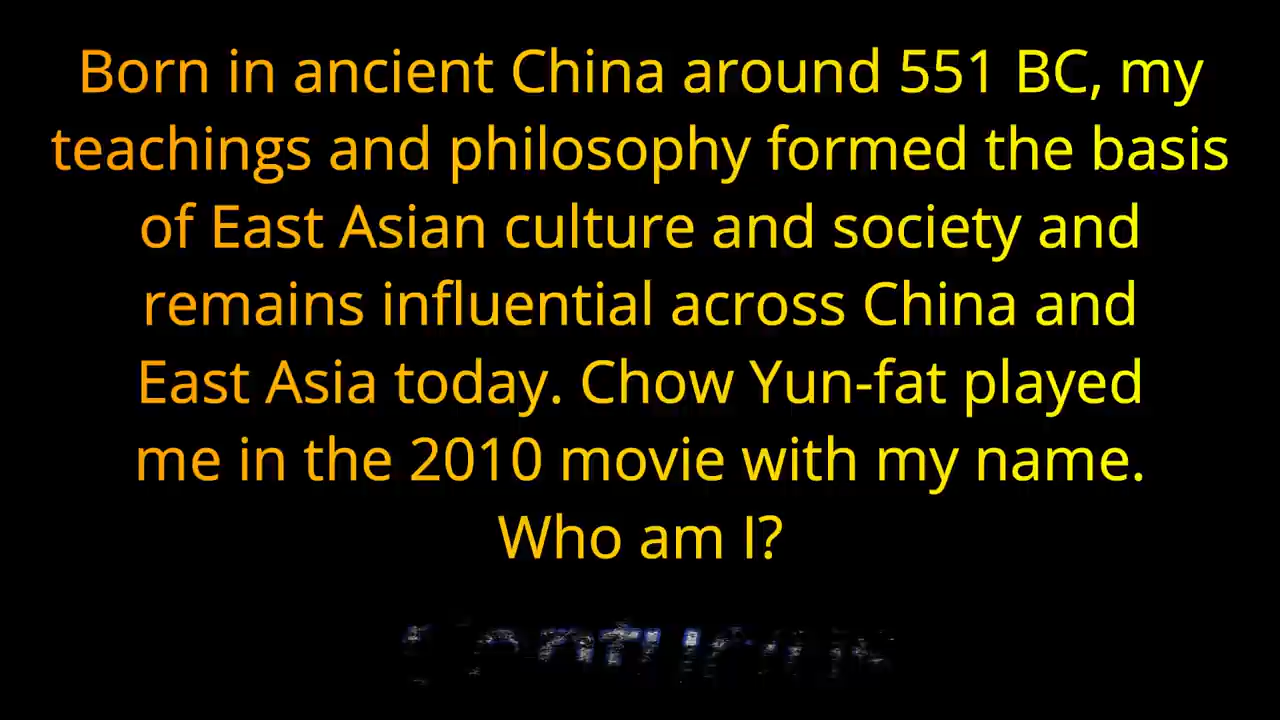 Born in ancient China around 551 BC, my
teachings and philosophy formed the basis
of East Asian culture and society and
remains influential across China and
East Asia today. Chow Yun-fat played
me in the 2010 movie with my name.
Who am I?
Confucius